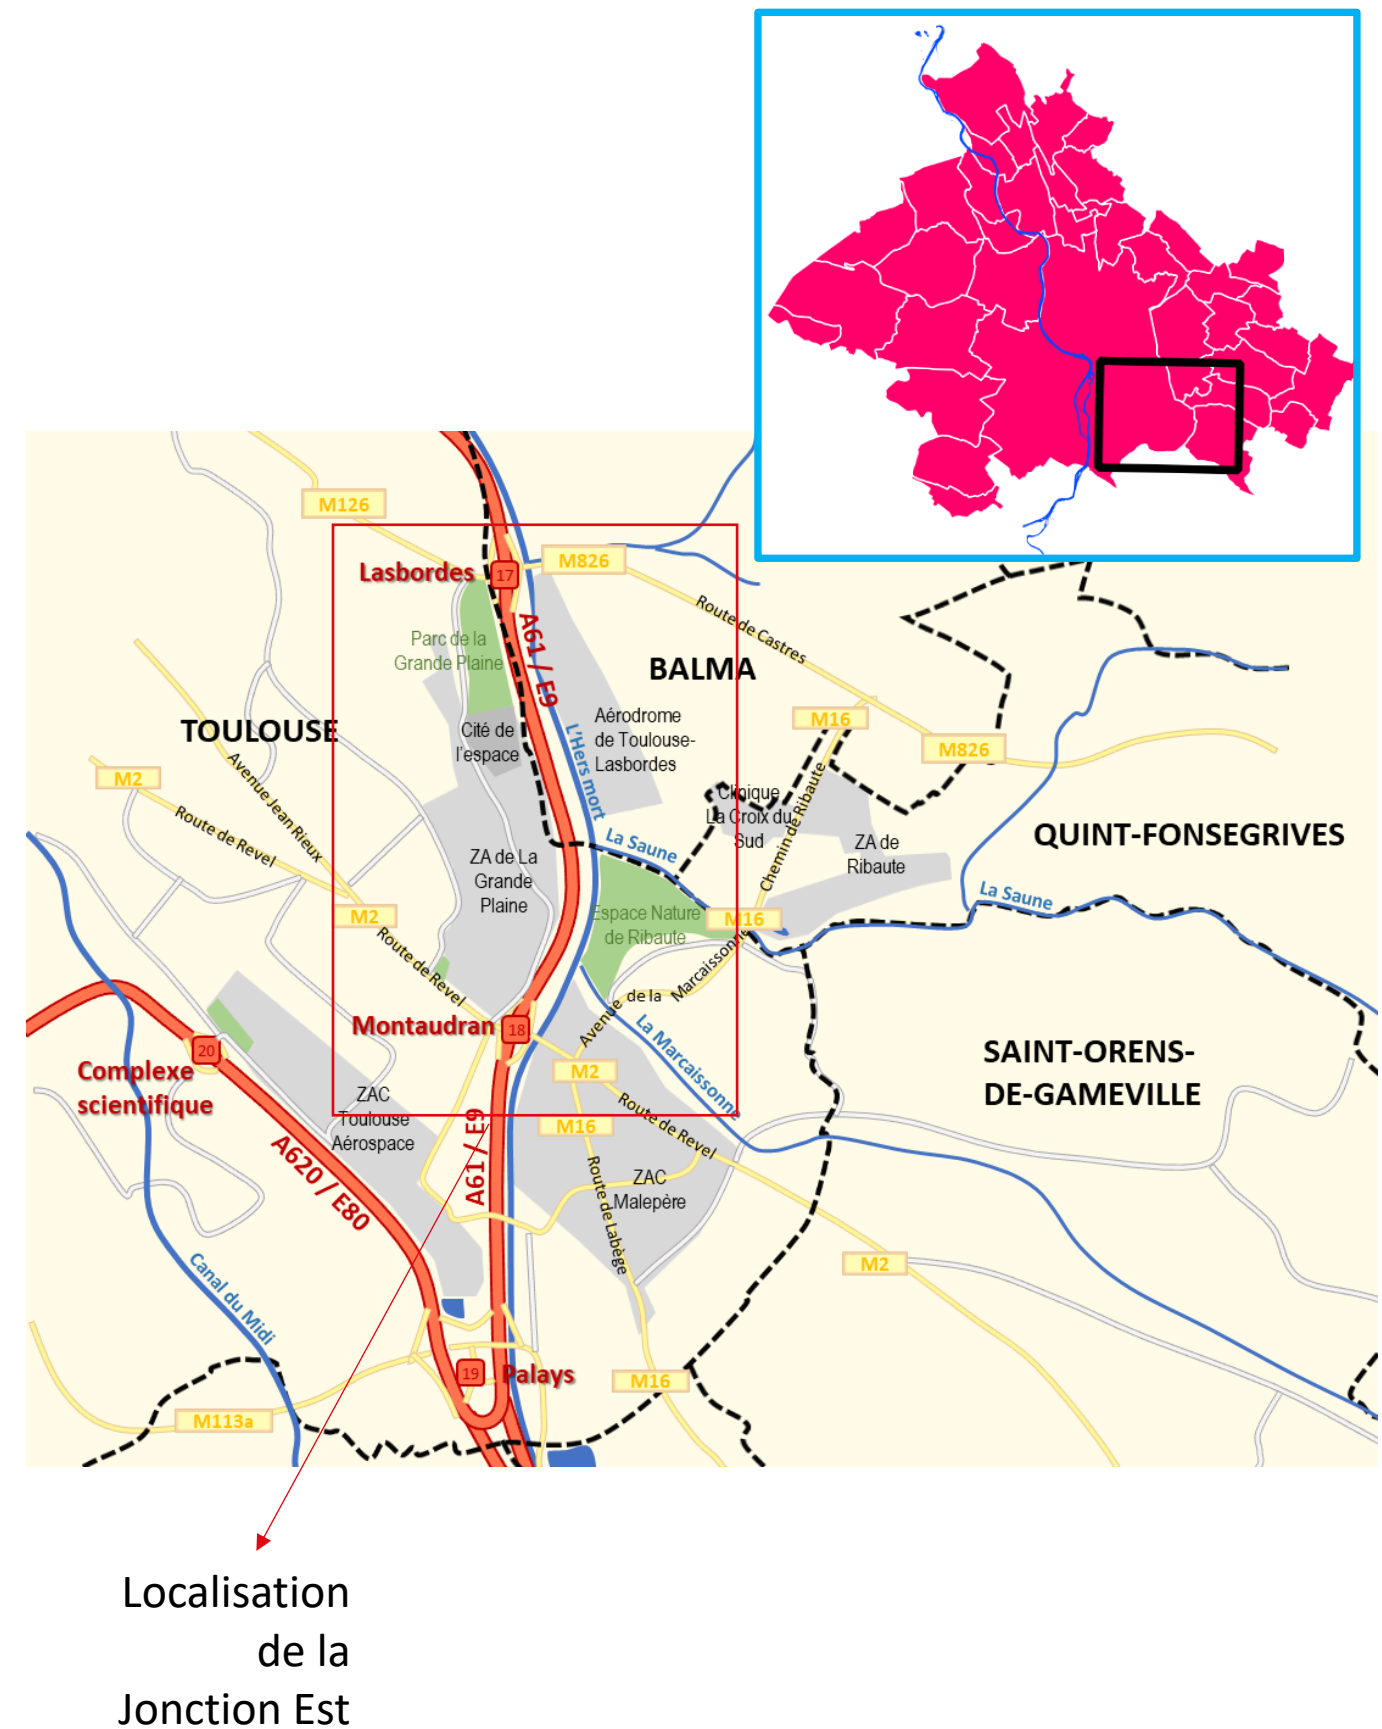 M126
Lasbordes
17
M826
Route de Castres
Parc de la
Grande Plaine
A61 / E9
BALMA
TOULOUSE
Cité de
l'espace
L'Hers mort
Aérodrome
de Toulouse-
Lasbordes
M16
M826
M2
Avenue Jean Rieux
Route de Revel
Clinique
La Croix du
Sud
Chemin de Ribaute
QUINT-FONSEGRIVES
La Saune
ZA de La
Grande
Plaine
ZA de
Ribaute
La Saune
M2
Espace Nature
de Ribaute
M16
Route de Revel
Avenue de la Marcaissonne
Montaudran
18
La Marcaissonne
20
Complexe
scientifique
M2
SAINT-ORENS-
DE-GAMEVILLE
ZAC
Toulouse
Aérospace
Route de Revel
M16
A61 / E9
A620 / E80
ZAC
Malepère
Route de Labège
Canal du Midi
M2
19
Palays
M16
M113a
Localisation
de la
Jonction Est